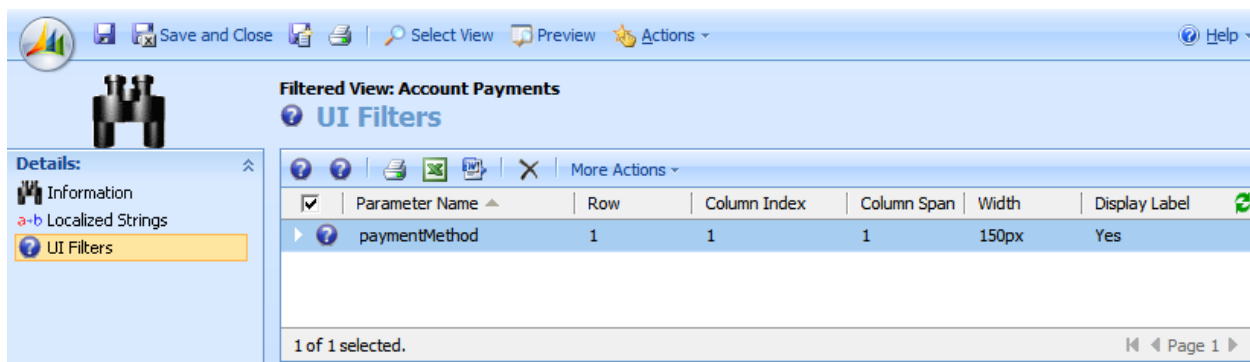 Save and Close Select View Preview Actions Help
Filtered View: Account Payments
UI Filters
Details:
Information
a-b Localized Strings
UI Filters
More Actions
Parameter Name Row Column Index Column Span Width Display Label
paymentMethod 1 1 1 150px Yes
1 of 1 selected. Page 1